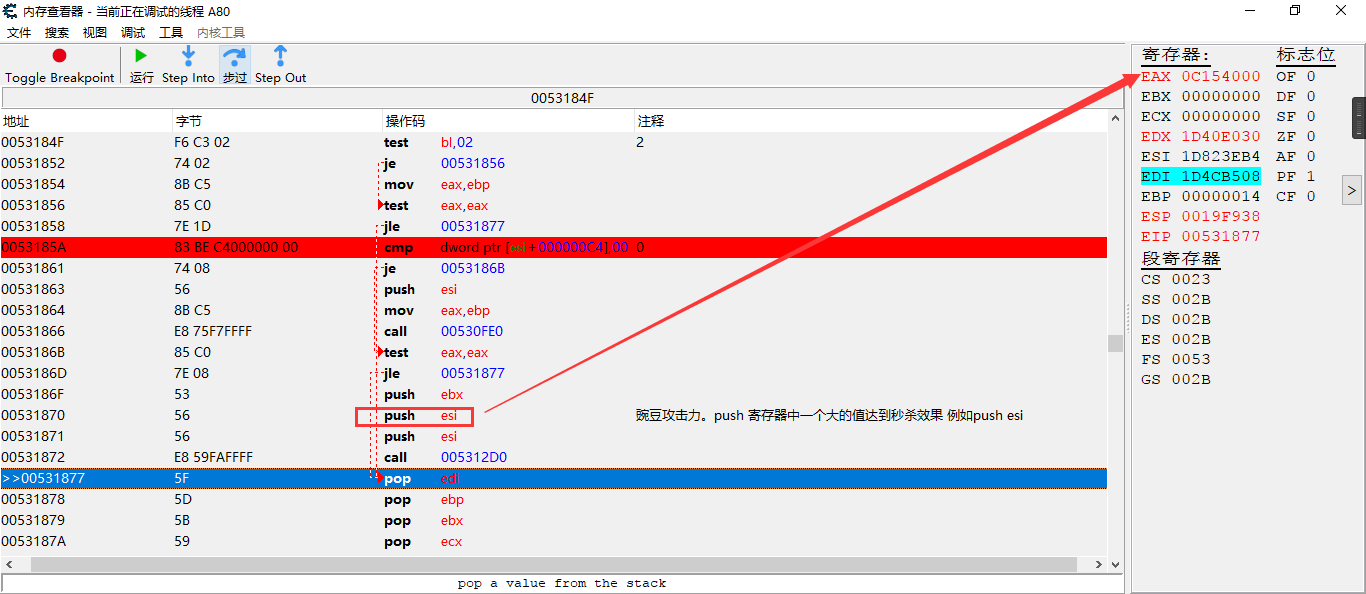 内存查看器 - 当前正在调试的线程 A80
文件 搜索 视图 调试 工具 内核工具
Toggle Breakpoint 运行 Step Into 步过 Step Out
0053184F
地址 字节 操作码 注释
0053184F F6 C3 02 test bl,02 2
00531852 74 02 je 00531856
00531854 8B C5 mov eax,ebp
00531856 85 C0 test eax,eax
00531858 7E 1D jle 00531877
0053185A 83 BE C4000000 00 cmp dword ptr [esi+000000C4],00 0
00531861 74 08 je 0053186B
00531863 56 push esi
00531864 8B C5 mov eax,ebp
00531866 E8 75F7FFFF call 00530FE0
0053186B 85 C0 test eax,eax
0053186D 7E 08 jle 00531877
0053186F 53 push ebx
00531870 56 push esi 豌豆攻击力。push 寄存器中一个大的值达到秒杀效果 例如push esi
00531871 56 push esi
00531872 E8 59FAFFFF call 005312D0
>>00531877 5F pop edi
00531878 5D pop ebp
00531879 5B pop ebx
0053187A 59 pop ecx
pop a value from the stack
寄存器: 标志位
EAX 0C154000 OF 0
EBX 00000000 DF 0
ECX 00000000 SF 0
EDX 1D40E030 ZF 0
ESI 1D823EB4 AF 0
EDI 1D4CB508 PF 1
EBP 00000014 CF 0
ESP 0019F938
EIP 00531877
段寄存器
CS 0023
SS 002B
DS 002B
ES 002B
FS 0053
GS 002B